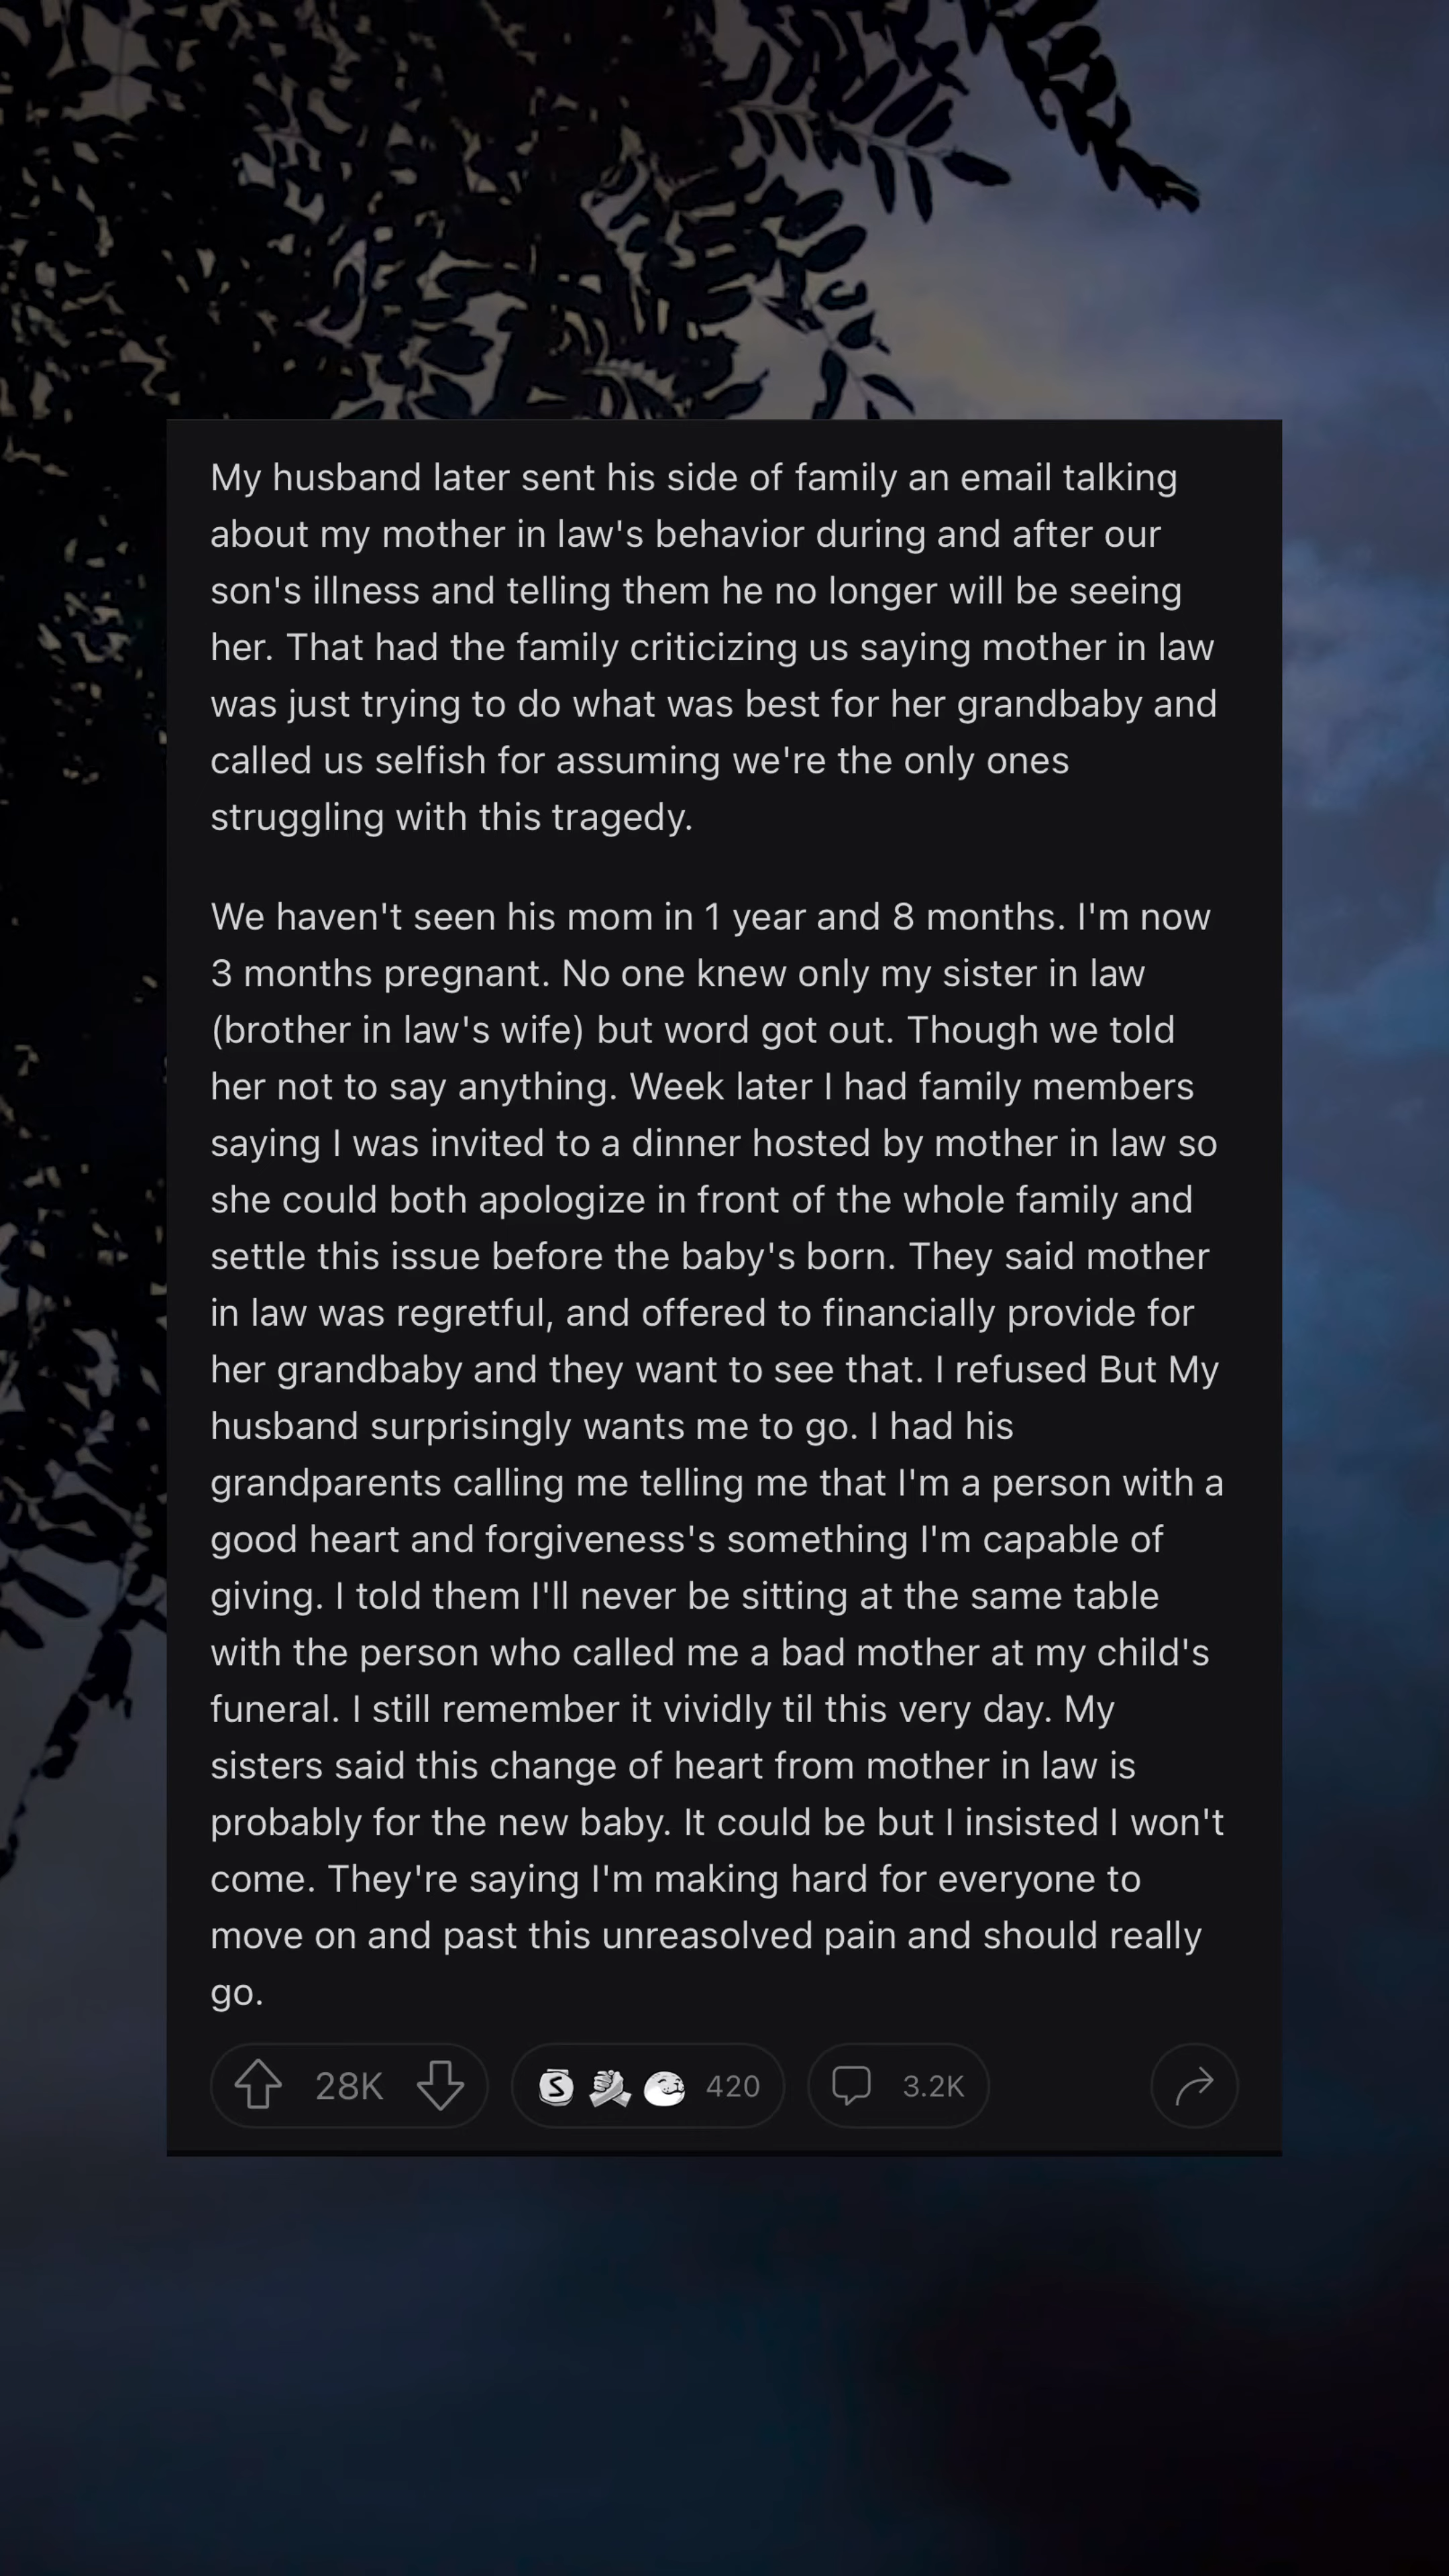 My husband later sent his side of family an email talking
about my mother in law's behavior during and after our
son's illness and telling them he no longer will be seeing
her. That had the family criticizing us saying mother in law
was just trying to do what was best for her grandbaby and
called us selfish for assuming we're the only ones
struggling with this tragedy.
We haven't seen his mom in 1 year and 8 months. I'm now
3 months pregnant. No one knew only my sister in law
(brother in law's wife) but word got out. Though we told
her not to say anything. Week later I had family members
saying I was invited to a dinner hosted by mother in law so
she could both apologize in front of the whole family and
settle this issue before the baby's born. They said mother
in law was regretful, and offered to financially provide for
her grandbaby and they want to see that. I refused But My
husband surprisingly wants me to go. I had his
grandparents calling me telling me that I'm a person with a
good heart and forgiveness's something I'm capable of
giving. I told them I'll never be sitting at the same table
with the person who called me a bad mother at my child's
funeral. I still remember it vividly til this very day. My
sisters said this change of heart from mother in law is
probably for the new baby. It could be but I insisted I won't
come. They're saying I'm making hard for everyone to
move on and past this unreasolved pain and should really
go.
28K S 420 3.2K